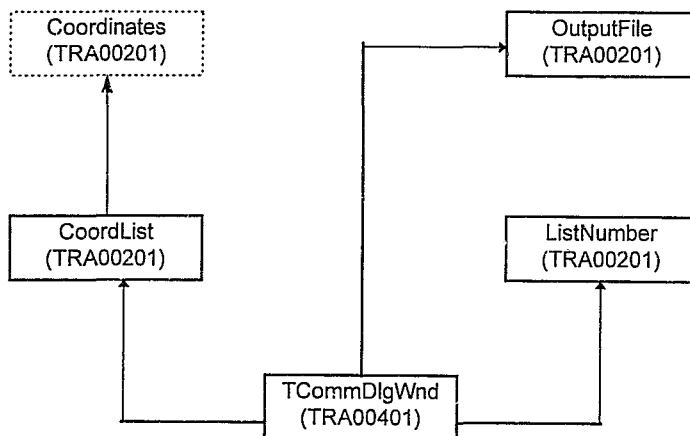 Coordinates
(TRA00201)
OutputFile
(TRA00201)
CoordList
(TRA00201)
ListNumber
(TRA00201)
TCommDlgWnd
(TRA00401)